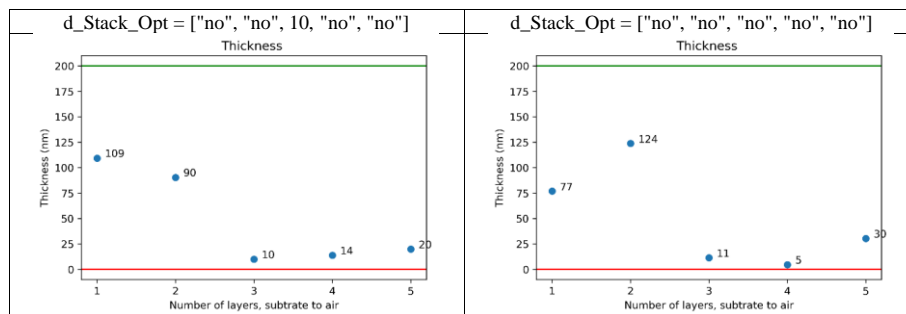 d_Stack_Opt = ["no", "no", 10, "no", "no"]
Thickness
200
175
150
125
100
75
50
25
0
109
90
10
14
20
1 2 3 4 5
Thickness (nm)
Number of layers, subtrate to air
d_Stack_Opt = ["no", "no", "no", "no", "no"]
Thickness
200
175
150
125
100
75
50
25
0
77
124
11
5
30
1 2 3 4 5
Thickness (nm)
Number of layers, subtrate to air